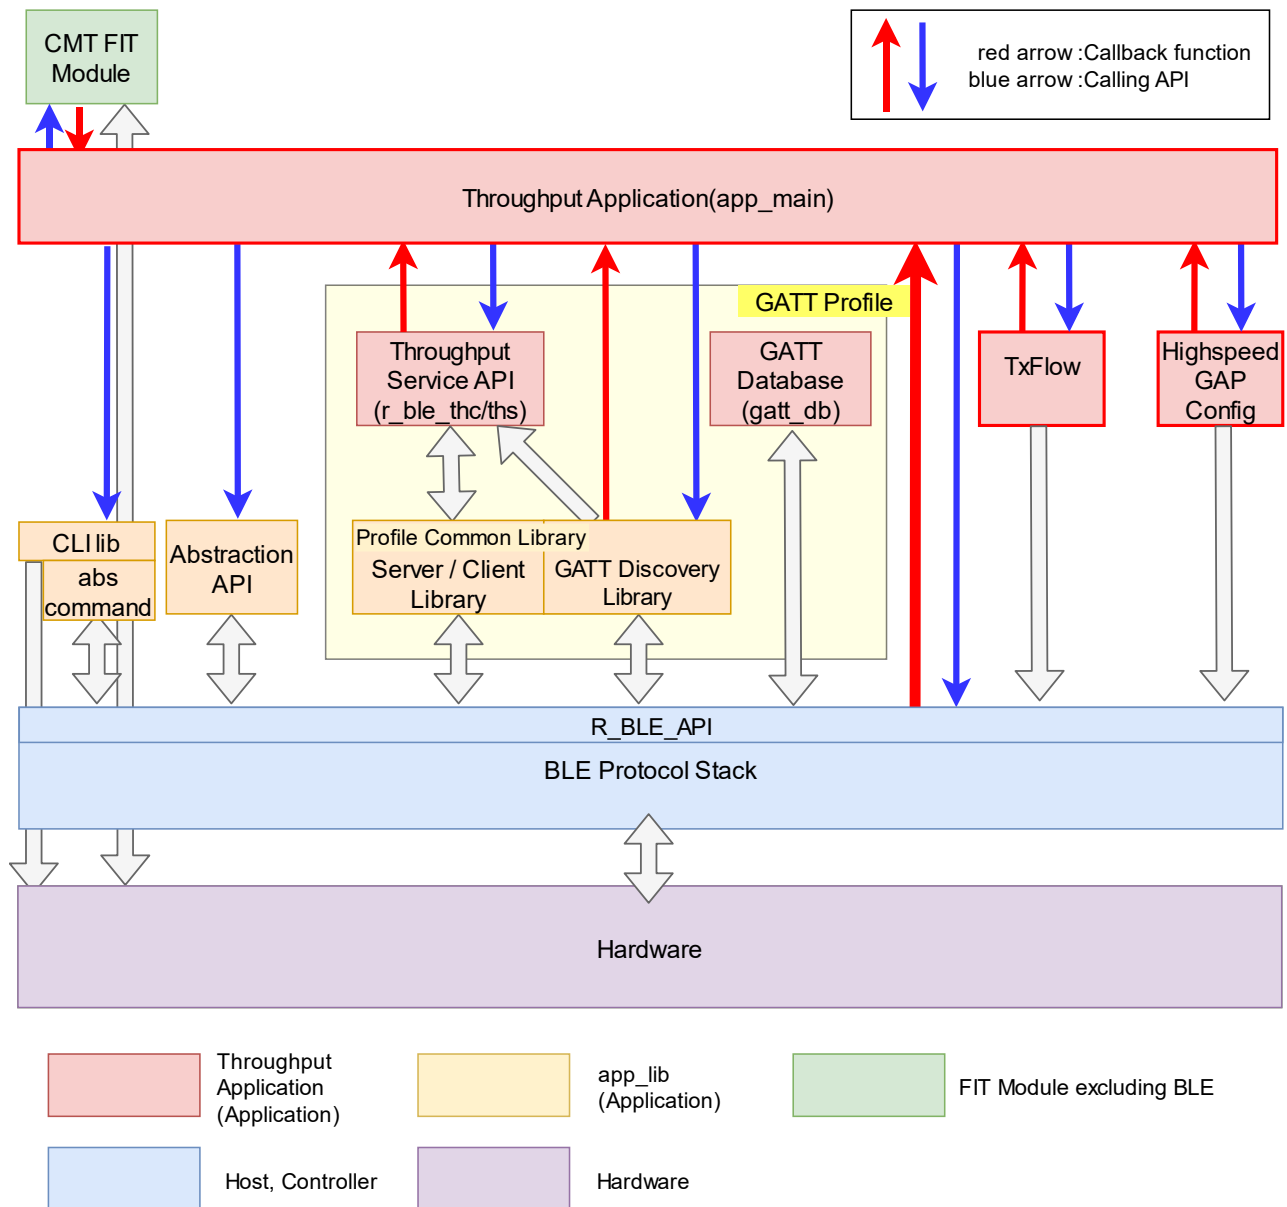 CMT FIT
Module
red arrow :Callback function
blue arrow :Calling API
Throughput Application(app_main)
GATT Profile
Throughput
Service API
(r_ble_thc/ths)
GATT
Database
(gatt_db)
TxFlow
Highspeed
GAP
Config
CLI lib
abs
command
Abstraction
API
Profile Common Library
Server / Client
Library
GATT Discovery
Library
R_BLE_API
BLE Protocol Stack
Hardware
Throughput
Application
(Application)
app_lib
(Application)
FIT Module excluding BLE
Host, Controller
Hardware